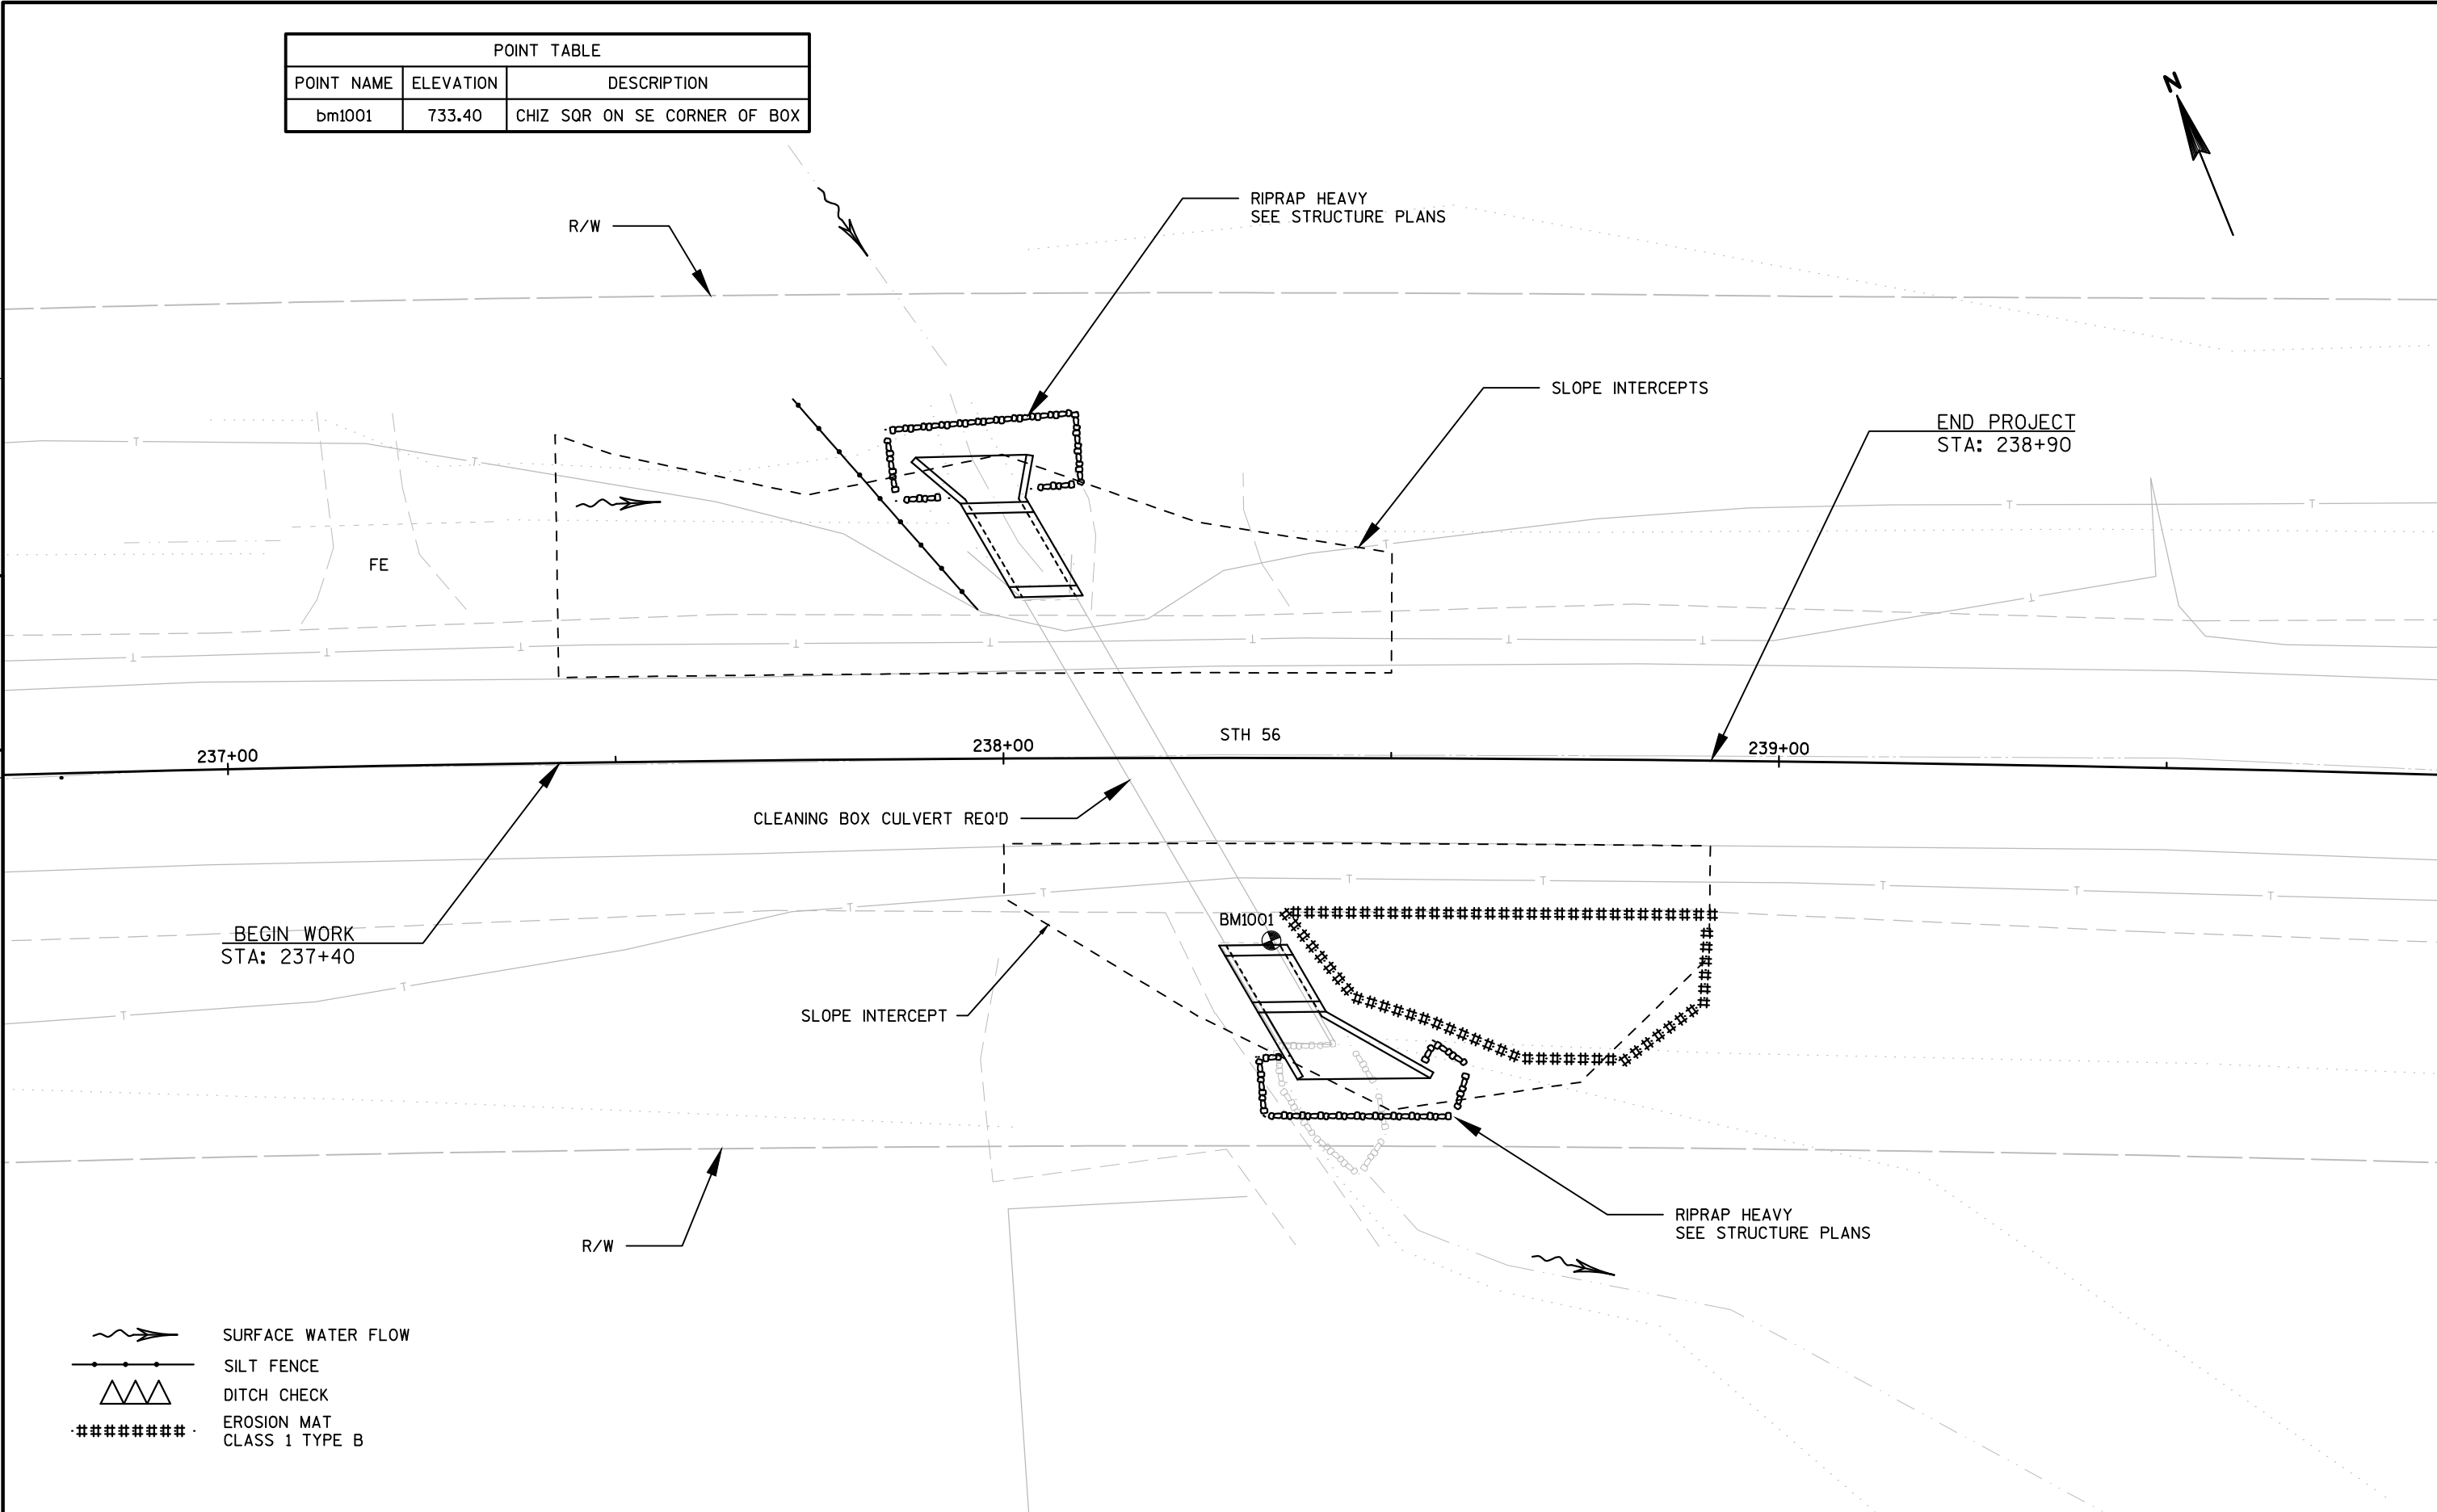 POINT TABLE
POINT NAME ELEVATION DESCRIPTION
bm1001 733.40 CHIZ SQR ON SE CORNER OF BOX
N
R/W
RIPRAP HEAVY
SEE STRUCTURE PLANS
SLOPE INTERCEPTS
END PROJECT
STA: 238+90
T T T T T T
FE
T T T T T T T T T
STH 56
237+00 238+00 239+00
CLEANING BOX CULVERT REQ'D
T T T T T T T
BM1001
BEGIN WORK
STA: 237+40
T T
SLOPE INTERCEPT
RIPRAP HEAVY
SEE STRUCTURE PLANS
R/W
SURFACE WATER FLOW
SILT FENCE
DITCH CHECK
EROSION MAT
CLASS 1 TYPE B